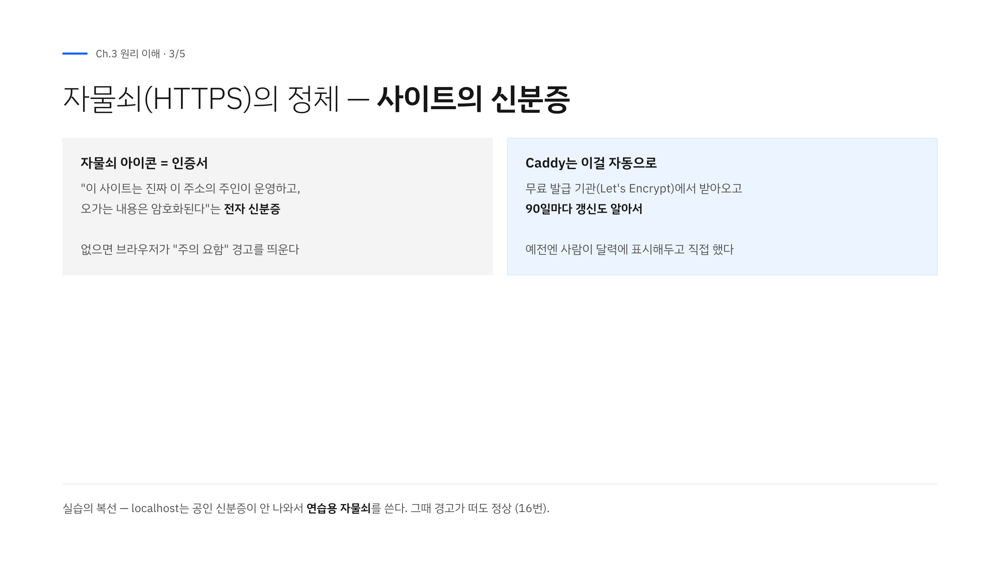 Ch.3 원리 이해 · 3/5
자물쇠(HTTPS)의 정체 — 사이트의 신분증
자물쇠 아이콘 = 인증서
"이 사이트는 진짜 이 주소의 주인이 운영하고,
오가는 내용은 암호화된다"는 전자 신분증
없으면 브라우저가 "주의 요함" 경고를 띄운다
Caddy는 이걸 자동으로
무료 발급 기관(Let's Encrypt)에서 받아오고
90일마다 갱신도 알아서
예전엔 사람이 달력에 표시해두고 직접 했다
실습의 복선 — localhost는 공인 신분증이 안 나와서 연습용 자물쇠를 쓴다. 그때 경고가 떠도 정상 (16번).